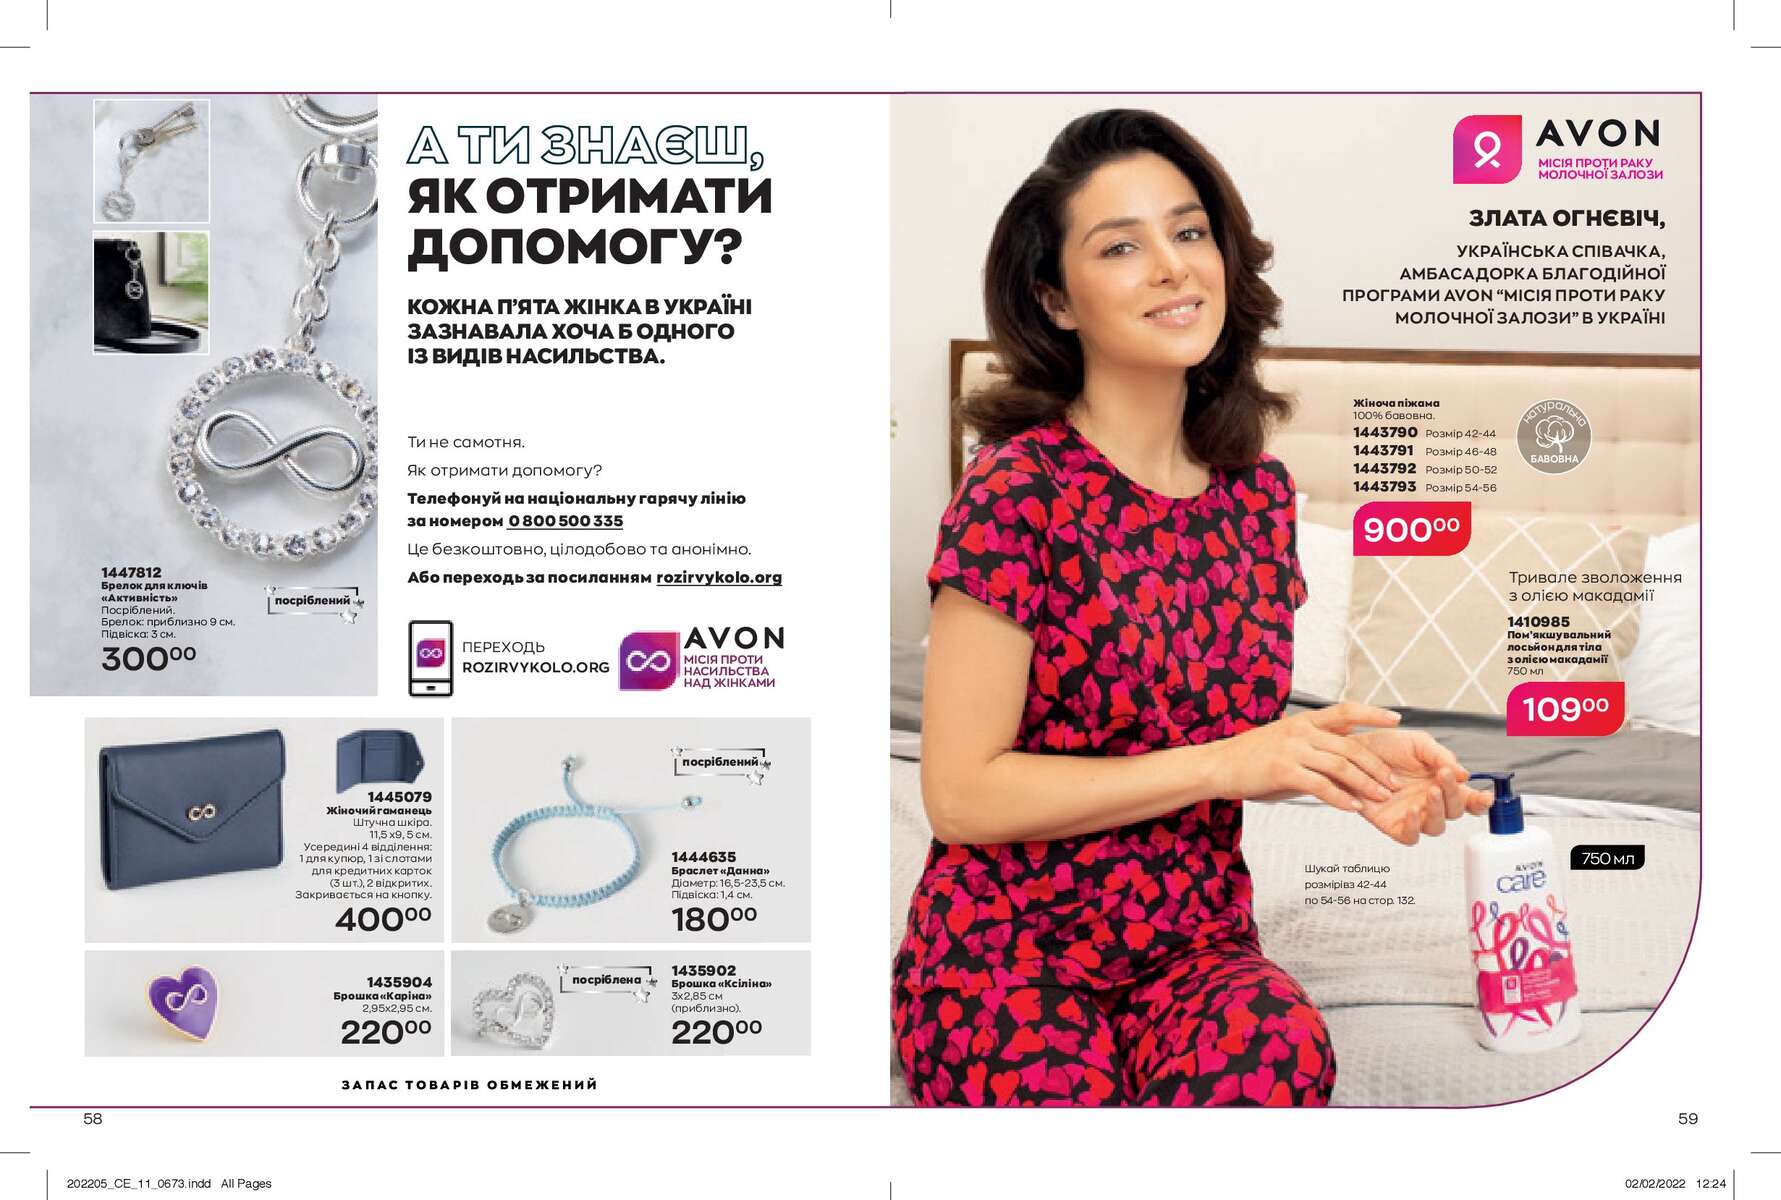 А ТИ ЗНАЄШ,
ЯК ОТРИМАТИ
ДОПОМОГУ?
КОЖНА П’ЯТА ЖІНКА В УКРАЇНІ
ЗАЗНАВАЛА ХОЧА Б ОДНОГО
ІЗ ВИДІВ НАСИЛЬСТВА.
Ти не самотня.
Як отримати допомогу?
Телефонуй на національну гарячу лінію
за номером 0 800 500 335
Це безкоштовно, цілодобово та анонімно.
Або переходь за посиланням rozirvykolo.org
ПЕРЕХОДЬ
ROZIRVYKOLO.ORG
AVON
МІСІЯ ПРОТИ
НАСИЛЬСТВА
НАД ЖІНКАМИ
1447812
Брелок для ключів
«Активність»
Посріблений.
Брелок: приблизно 9 см.
Підвіска: 3 см.
300⁰⁰
посріблений
1445079
Жіночий гаманець
Штучна шкіра.
11,5 х9, 5 см.
Усередині 4 відділення:
1 для купюр, 1 зі слотами
для кредитних карток
(3 шт.), 2 відкритих.
Закривається на кнопку.
400⁰⁰
посріблений
1444635
Браслет «Данна»
Діаметр: 16,5-23,5 см.
Підвіска: 1,4 см.
180⁰⁰
1435904
Брошка «Каріна»
2,95х2,95 см.
220⁰⁰
посріблена
1435902
Брошка «Ксіліна»
3х2,85 см
(приблизно).
220⁰⁰
ЗАПАС ТОВАРІВ ОБМЕЖЕНИЙ
58
AVON
МІСІЯ ПРОТИ РАКУ
МОЛОЧНОЇ ЗАЛОЗИ
ЗЛАТА ОГНЄВІЧ,
УКРАЇНСЬКА СПІВАЧКА,
АМБАСАДОРКА БЛАГОДІЙНОЇ
ПРОГРАМИ AVON “МІСІЯ ПРОТИ РАКУ
МОЛОЧНОЇ ЗАЛОЗИ” В УКРАЇНІ
Жіноча піжама
100% бавовна.
1443790 Розмір 42-44
1443791 Розмір 46-48
1443792 Розмір 50-52
1443793 Розмір 54-56
900⁰⁰
натуральна
БАВОВНА
Тривале зволоження
з олією макадамії
1410985
Пом’якшувальний
лосьйон для тіла
з олією макадамії
750 мл
109⁰⁰
750 мл
Шукай таблицю
розмірівз 42-44
по 54-56 на стор. 132.
AVON
care
59
202205_CE_11_0673.indd All Pages
02/02/2022 12:24